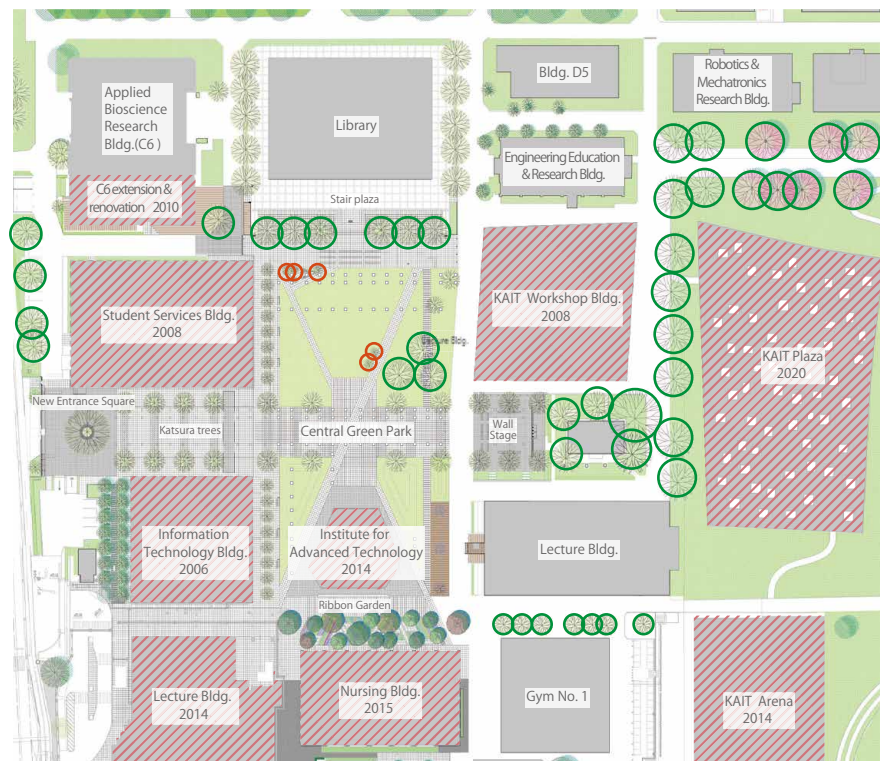 Applied
Bioscience
Research
Bldg.(C6 )
Library
Bldg. D5
Robotics &
Mechatronics
Research Bldg.
Engineering Education
& Research Bldg.
C6 extension &
renovation 2010
Stair plaza
Student Services Bldg.
2008
KAIT Workshop Bldg.
2008
Lecture Bldg.
KAIT Plaza
2020
New Entrance Square
Katsura trees
Central Green Park
Wall
Stage
Information
Technology Bldg.
2006
Institute for
Advanced Technology
2014
Lecture Bldg.
Ribbon Garden
Lecture Bldg.
2014
Nursing Bldg.
2015
Gym No. 1
KAIT Arena
2014